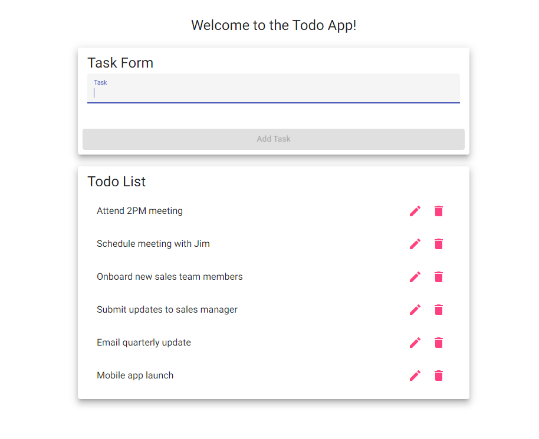 Welcome to the Todo App!
Task Form
Task
Add Task
Todo List
Attend 2PM meeting
Schedule meeting with Jim
Onboard new sales team members
Submit updates to sales manager
Email quarterly update
Mobile app launch